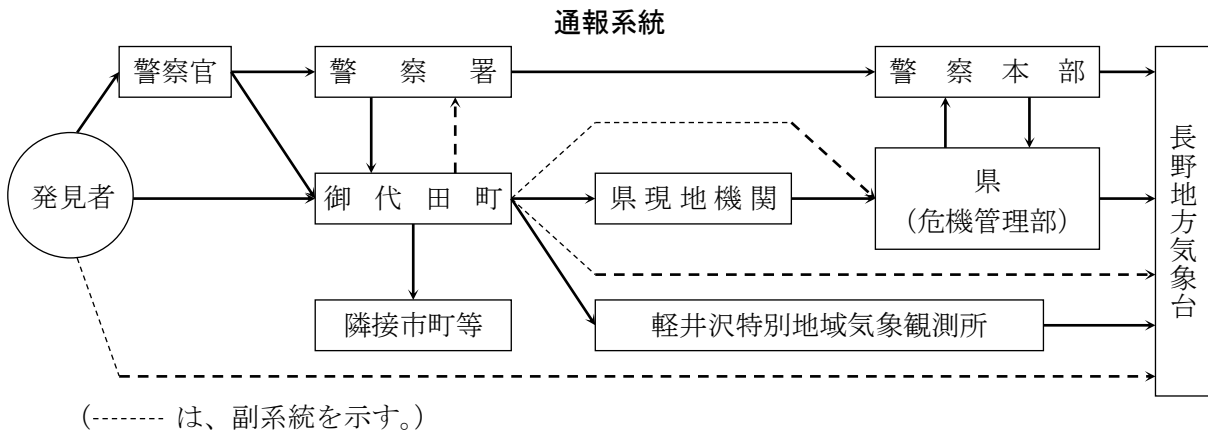 通報系統
警察官
警察署
警察本部
発見者
御代田町
県現地機関
県
（危機管理部）
長野地方気象台
隣接市町等
軽井沢特別地域気象観測所
（-------- は、副系統を示す。）